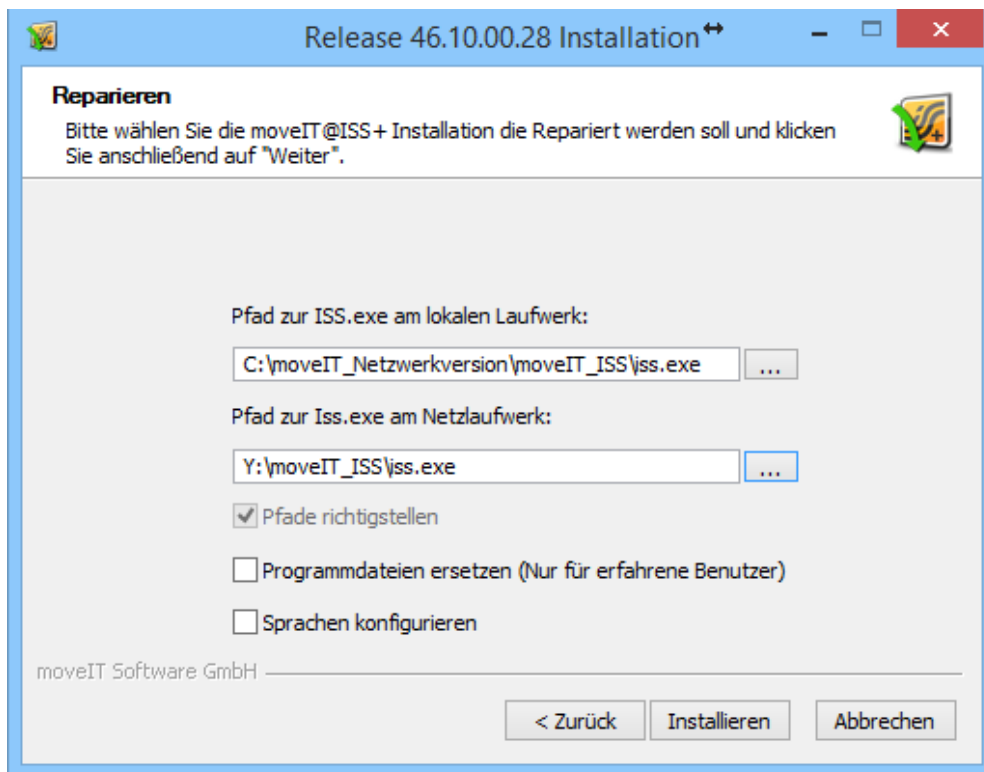 Release 46.10.00.28 Installation
Reparieren
Bitte wählen Sie die moveIT@ISS+ Installation die Repariert werden soll und klicken
Sie anschließend auf "Weiter".
Pfad zur ISS.exe am lokalen Laufwerk:
C:\moveIT_Netzwerkversion\moveIT_ISS\iss.exe
...
Pfad zur Iss.exe am Netzlaufwerk:
Y:\moveIT_ISS\iss.exe
...
Pfade richtigstellen
Programmdateien ersetzen (Nur für erfahrene Benutzer)
Sprachen konfigurieren
moveIT Software GmbH
< Zurück
Installieren
Abbrechen